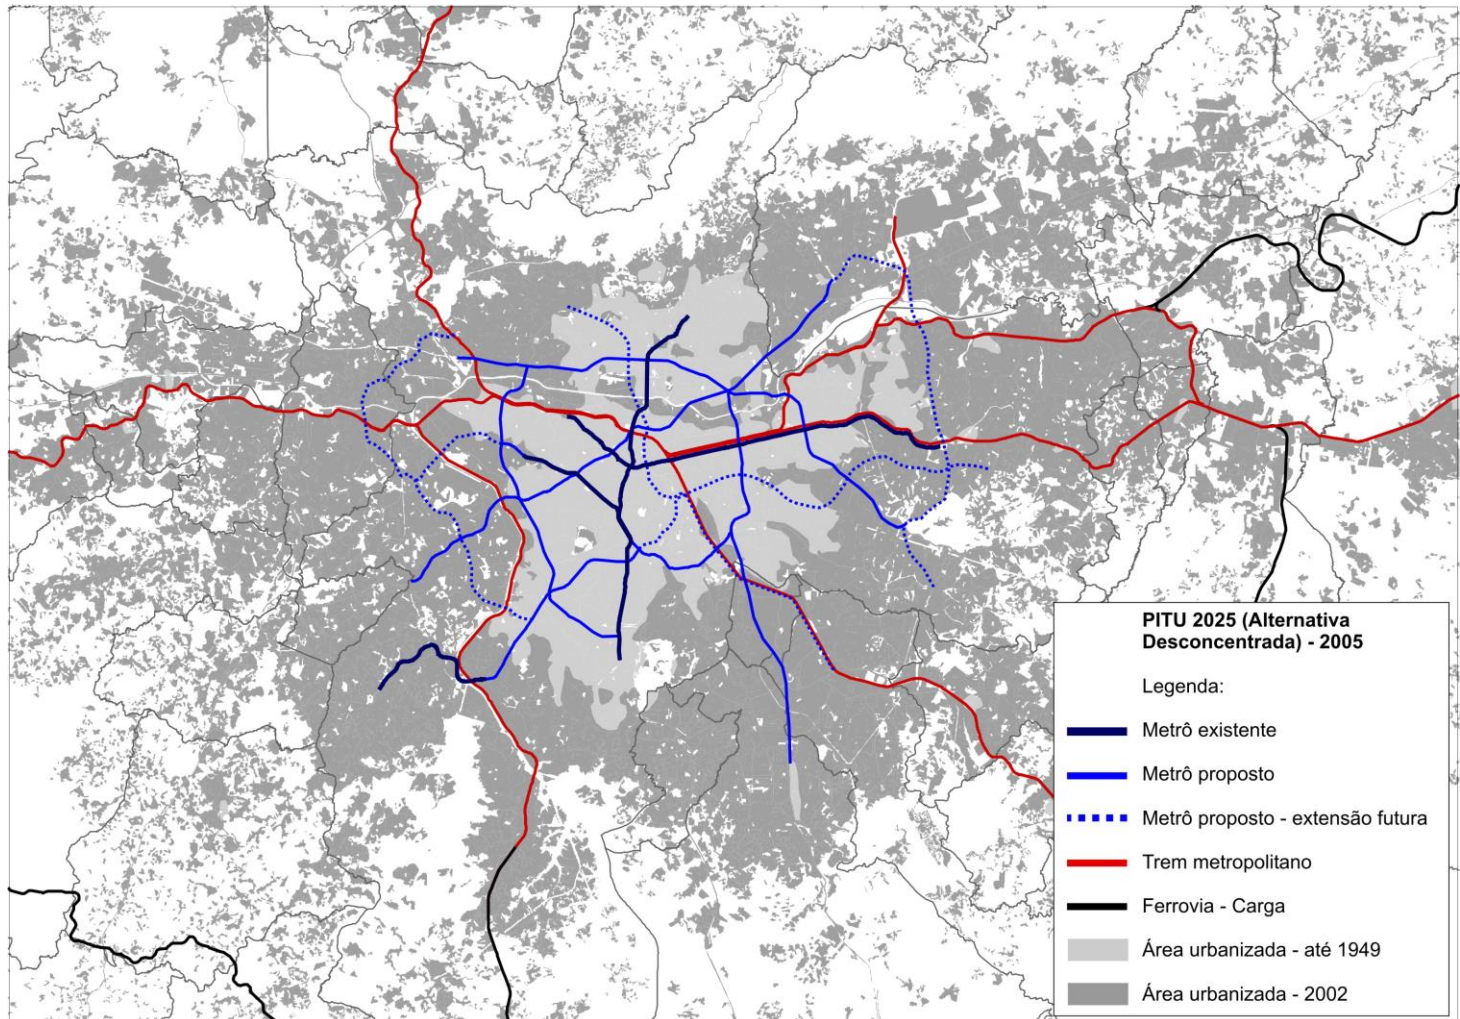 PITU 2025 (Alternativa
Desconcentrada) - 2005
Legenda:
Metrô existente
Metrô proposto
Metrô proposto - extensão futura
Trem metropolitano
Ferrovia - Carga
Área urbanizada - até 1949
Área urbanizada - 2002